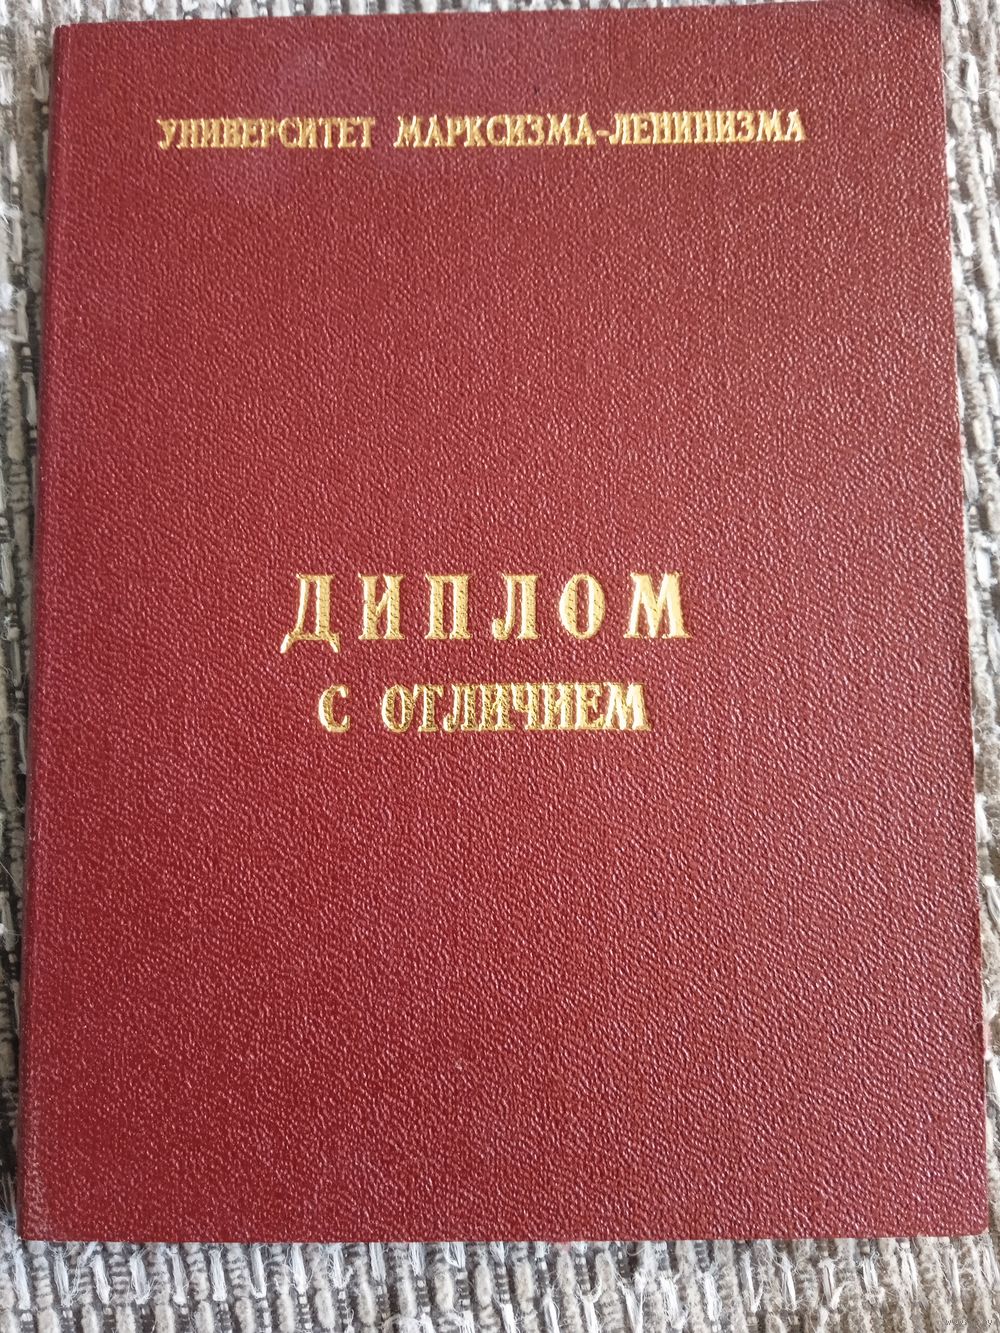 УНИВЕРСИТЕТ МАРКСИЗМА-ЛЕНИНИЗМА
ДИПЛОМ
С ОТЛИЧИЕМ